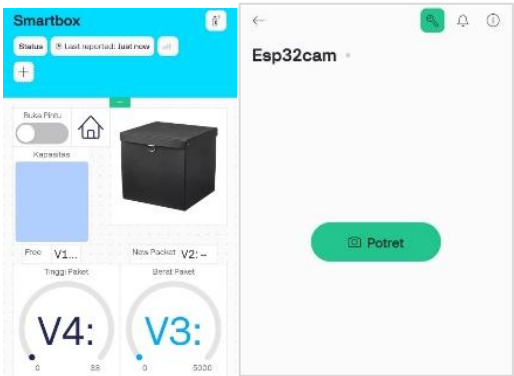 Smartbox
Status
Last reported: Just now
Buka Pintu
Kapasitas
Free V1...
New Packet V2: --
Tinggi Paket
Berat Paket
V4:
V3:
0 33
0 5000
Esp32cam
Potret